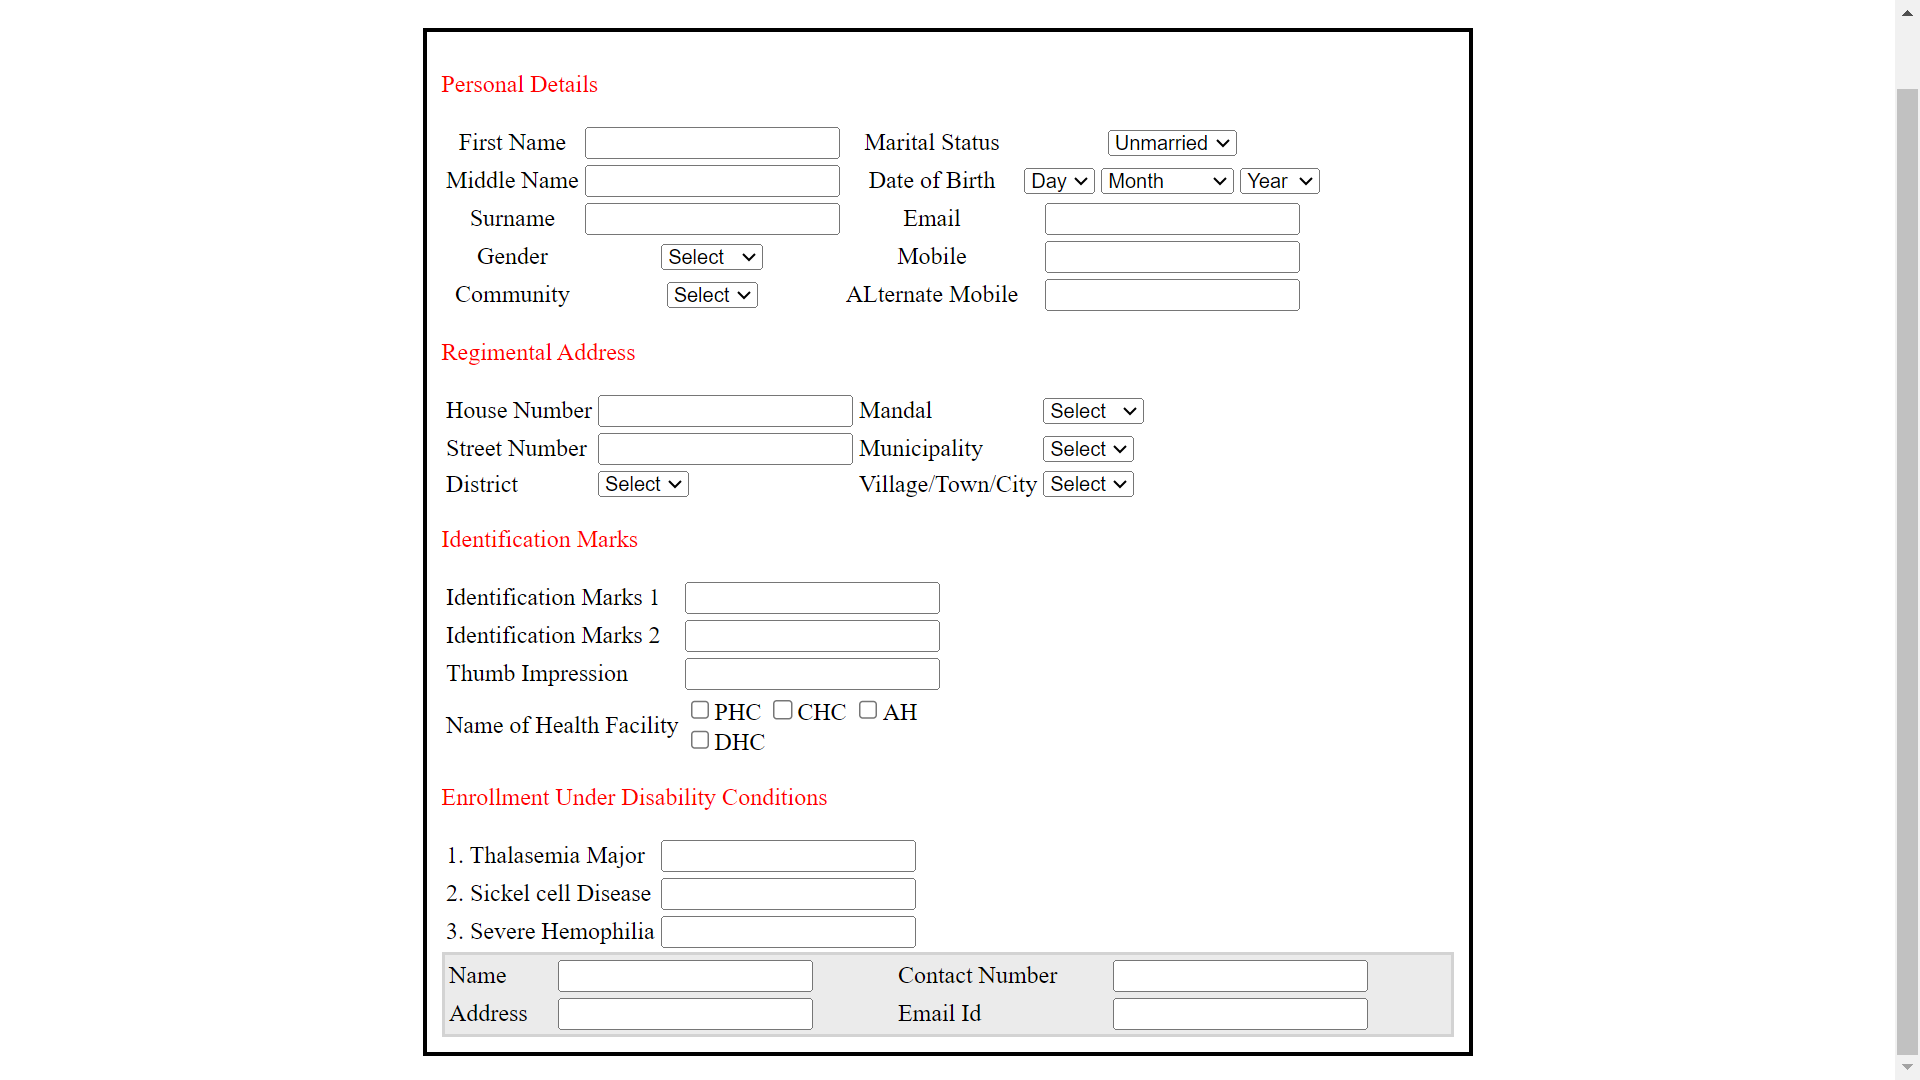 Personal Details
First Name Marital Status Unmarried
Middle Name Date of Birth Day Month Year
Surname Email
Gender Select Mobile
Community Select ALternate Mobile
Regimental Address
House Number Mandal Select
Street Number Municipality Select
District Select Village/Town/City Select
Identification Marks
Identification Marks 1
Identification Marks 2
Thumb Impression
Name of Health Facility PHC CHC AH
DHC
Enrollment Under Disability Conditions
1. Thalasemia Major
2. Sickel cell Disease
3. Severe Hemophilia
Name Contact Number
Address Email Id